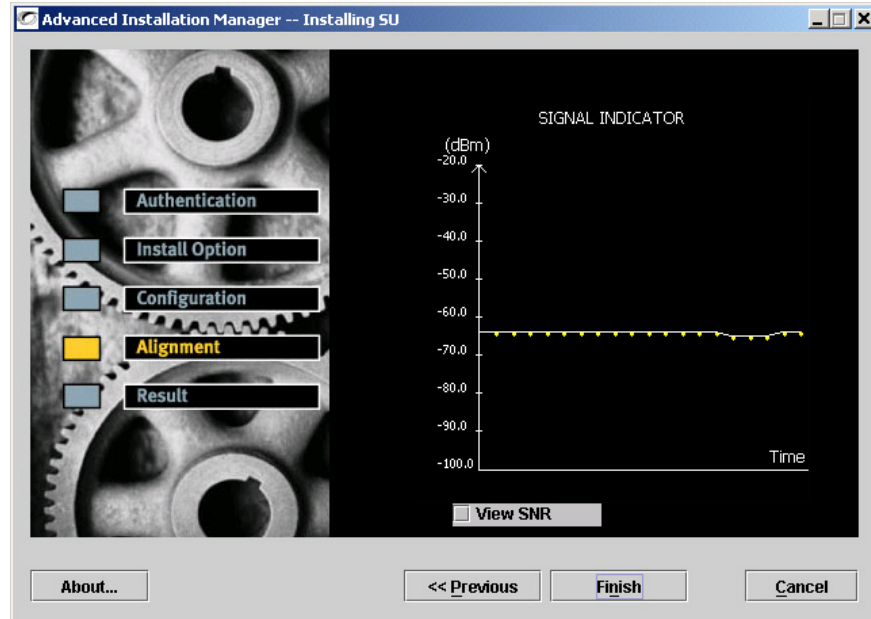 Advanced Installation Manager -- Installing SU
Authentication
Install Option
Configuration
Alignment
Result
SIGNAL INDICATOR
(dBm)
-20.0
-30.0
-40.0
-50.0
-60.0
-70.0
-80.0
-90.0
-100.0
Time
View SNR
About...
<< Previous
Finish
Cancel